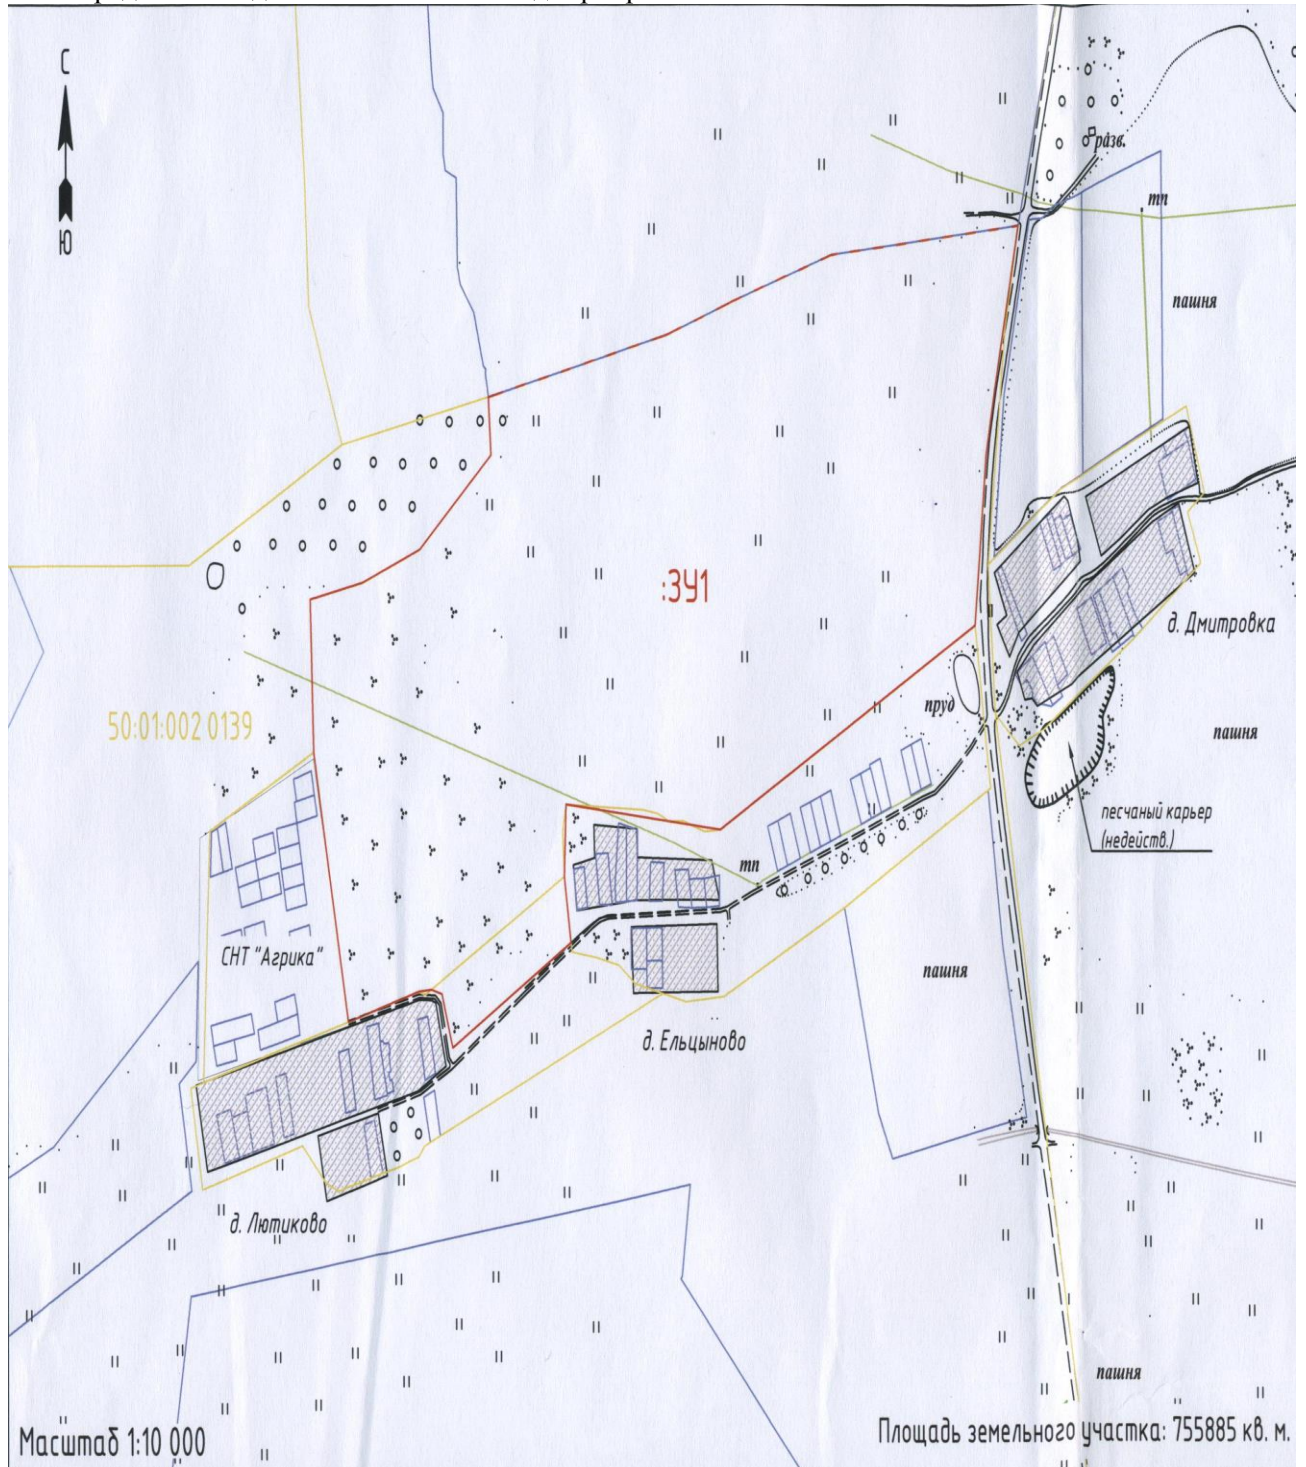 С
Ю
разв.
тп
пашня
:ЗУ1
д. Дмитровка
50:01:002 0139
пруд
пашня
песчаный карьер
(недейств.)
тп
СНТ "Агрика"
пашня
д. Ельцыново
д. Лютиково
пашня
Масштаб 1:10 000
Площадь земельного участка: 755885 кв. м.